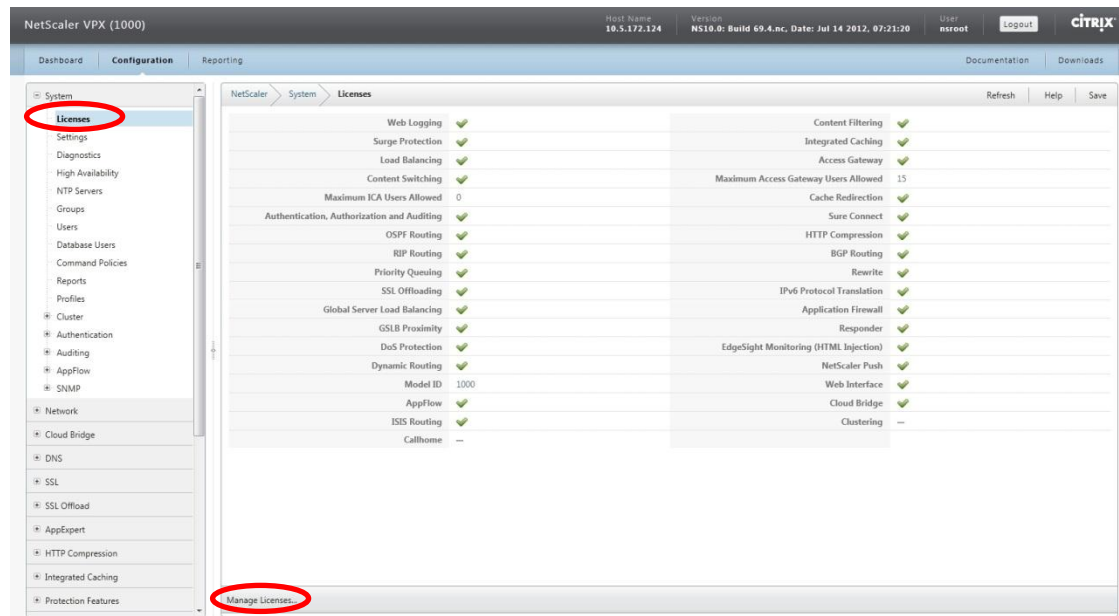 NetScaler VPX (1000)
Host Name
10.5.172.124
Version
NS10.0: Build 69.4.nc, Date: Jul 14 2012, 07:21:20
User
nsroot
Logout
CITRIX
Dashboard Configuration Reporting Documentation Downloads
System
Licenses
Settings
Diagnostics
High Availability
NTP Servers
Groups
Users
Database Users
Command Policies
Reports
Profiles
Cluster
Authentication
Auditing
AppFlow
SNMP
Network
Cloud Bridge
DNS
SSL
SSL Offload
AppExpert
HTTP Compression
Integrated Caching
Protection Features
NetScaler System Licenses Refresh Help Save
Web Logging Content Filtering
Surge Protection Integrated Caching
Load Balancing Access Gateway
Content Switching Maximum Access Gateway Users Allowed 15
Maximum ICA Users Allowed 0 Cache Redirection
Authentication, Authorization and Auditing Sure Connect
OSPF Routing HTTP Compression
RIP Routing BGP Routing
Priority Queuing Rewrite
SSL Offloading IPv6 Protocol Translation
Global Server Load Balancing Application Firewall
GSLB Proximity Responder
DoS Protection EdgeSight Monitoring (HTML Injection)
Dynamic Routing NetScaler Push
Model ID 1000 Web Interface
AppFlow Cloud Bridge
ISIS Routing Clustering —
Callhome —
Manage Licenses...